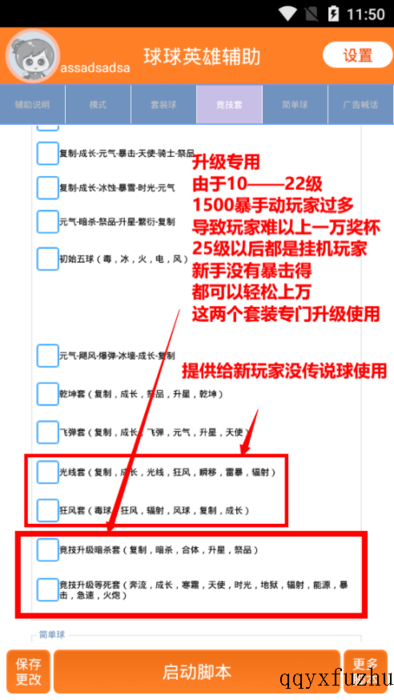 11:50
assadsadsa
球球英雄辅助
设置
辅助说明
模式
套装球
竞技套
简单球
广告喊话
复制-成长-元气-暴击-天使-骑士-祭品
复制-成长-冰蚀-暴雪-时光-元气
元气-暗杀-祭品-升星-繁衍-复制
初始五球（毒，冰，火，电，风）
升级专用
由于10——22级
1500暴手动玩家过多
导致玩家难以上一万奖杯
25级以后都是挂机玩家
新手没有暴击得
都可以轻松上万
这两个套装专门升级使用
元气-飓风-爆弹-冰墙-成长-复制
提供给新玩家没传说球使用
乾坤套（复制，成长，祭品，升星，乾坤）
飞弹套（复制，成长，飞弹，元气，升星，天使）
光线套（复制，成长，光线，狂风，瞬移，雷暴，辐射）
狂风套（毒球，狂风，辐射，风球，复制，成长）
竞技升级暗杀套（复制，暗杀，合体，升星，祭品）
竞技升级等死套（奔流，成长，寒霜，天使，时光，地狱，辐射，能源，暴
击，急速，火炮）
简单球
保存
更改
启动脚本
更多
qqyxfuzhu